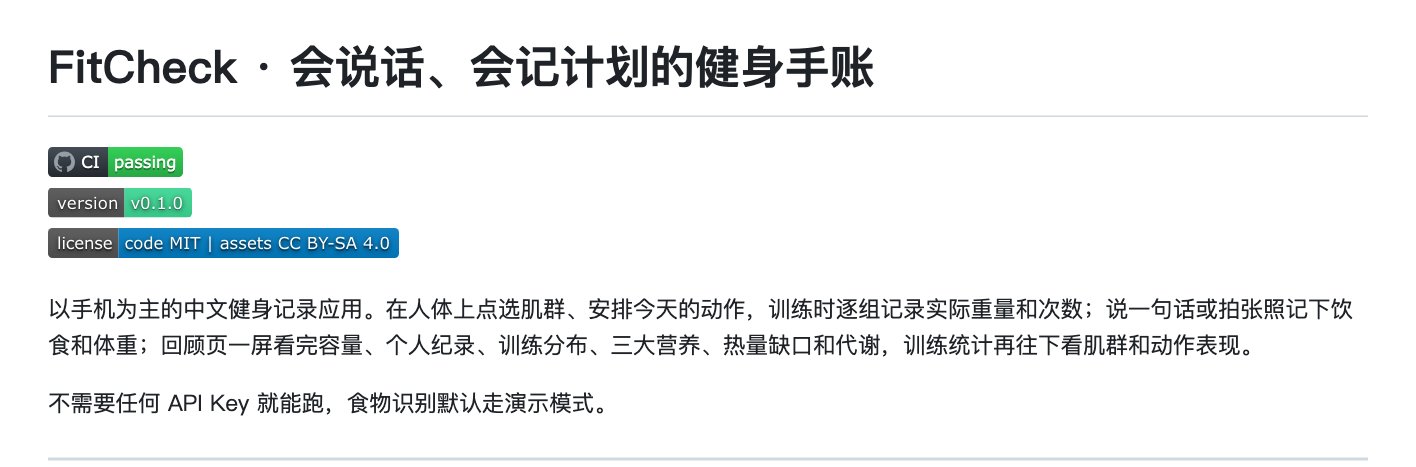 FitCheck · 会说话、会记计划的健身手账
CI passing
version v0.1.0
license code MIT | assets CC BY-SA 4.0
以手机为主的中文健身记录应用。在人体上点选肌群、安排今天的动作，训练时逐组记录实际重量和次数；说一句话或拍张照记下饮
食和体重；回顾页一屏看完容量、个人纪录、训练分布、三大营养、热量缺口和代谢，训练统计再往下看肌群和动作表现。
不需要任何 API Key 就能跑，食物识别默认走演示模式。